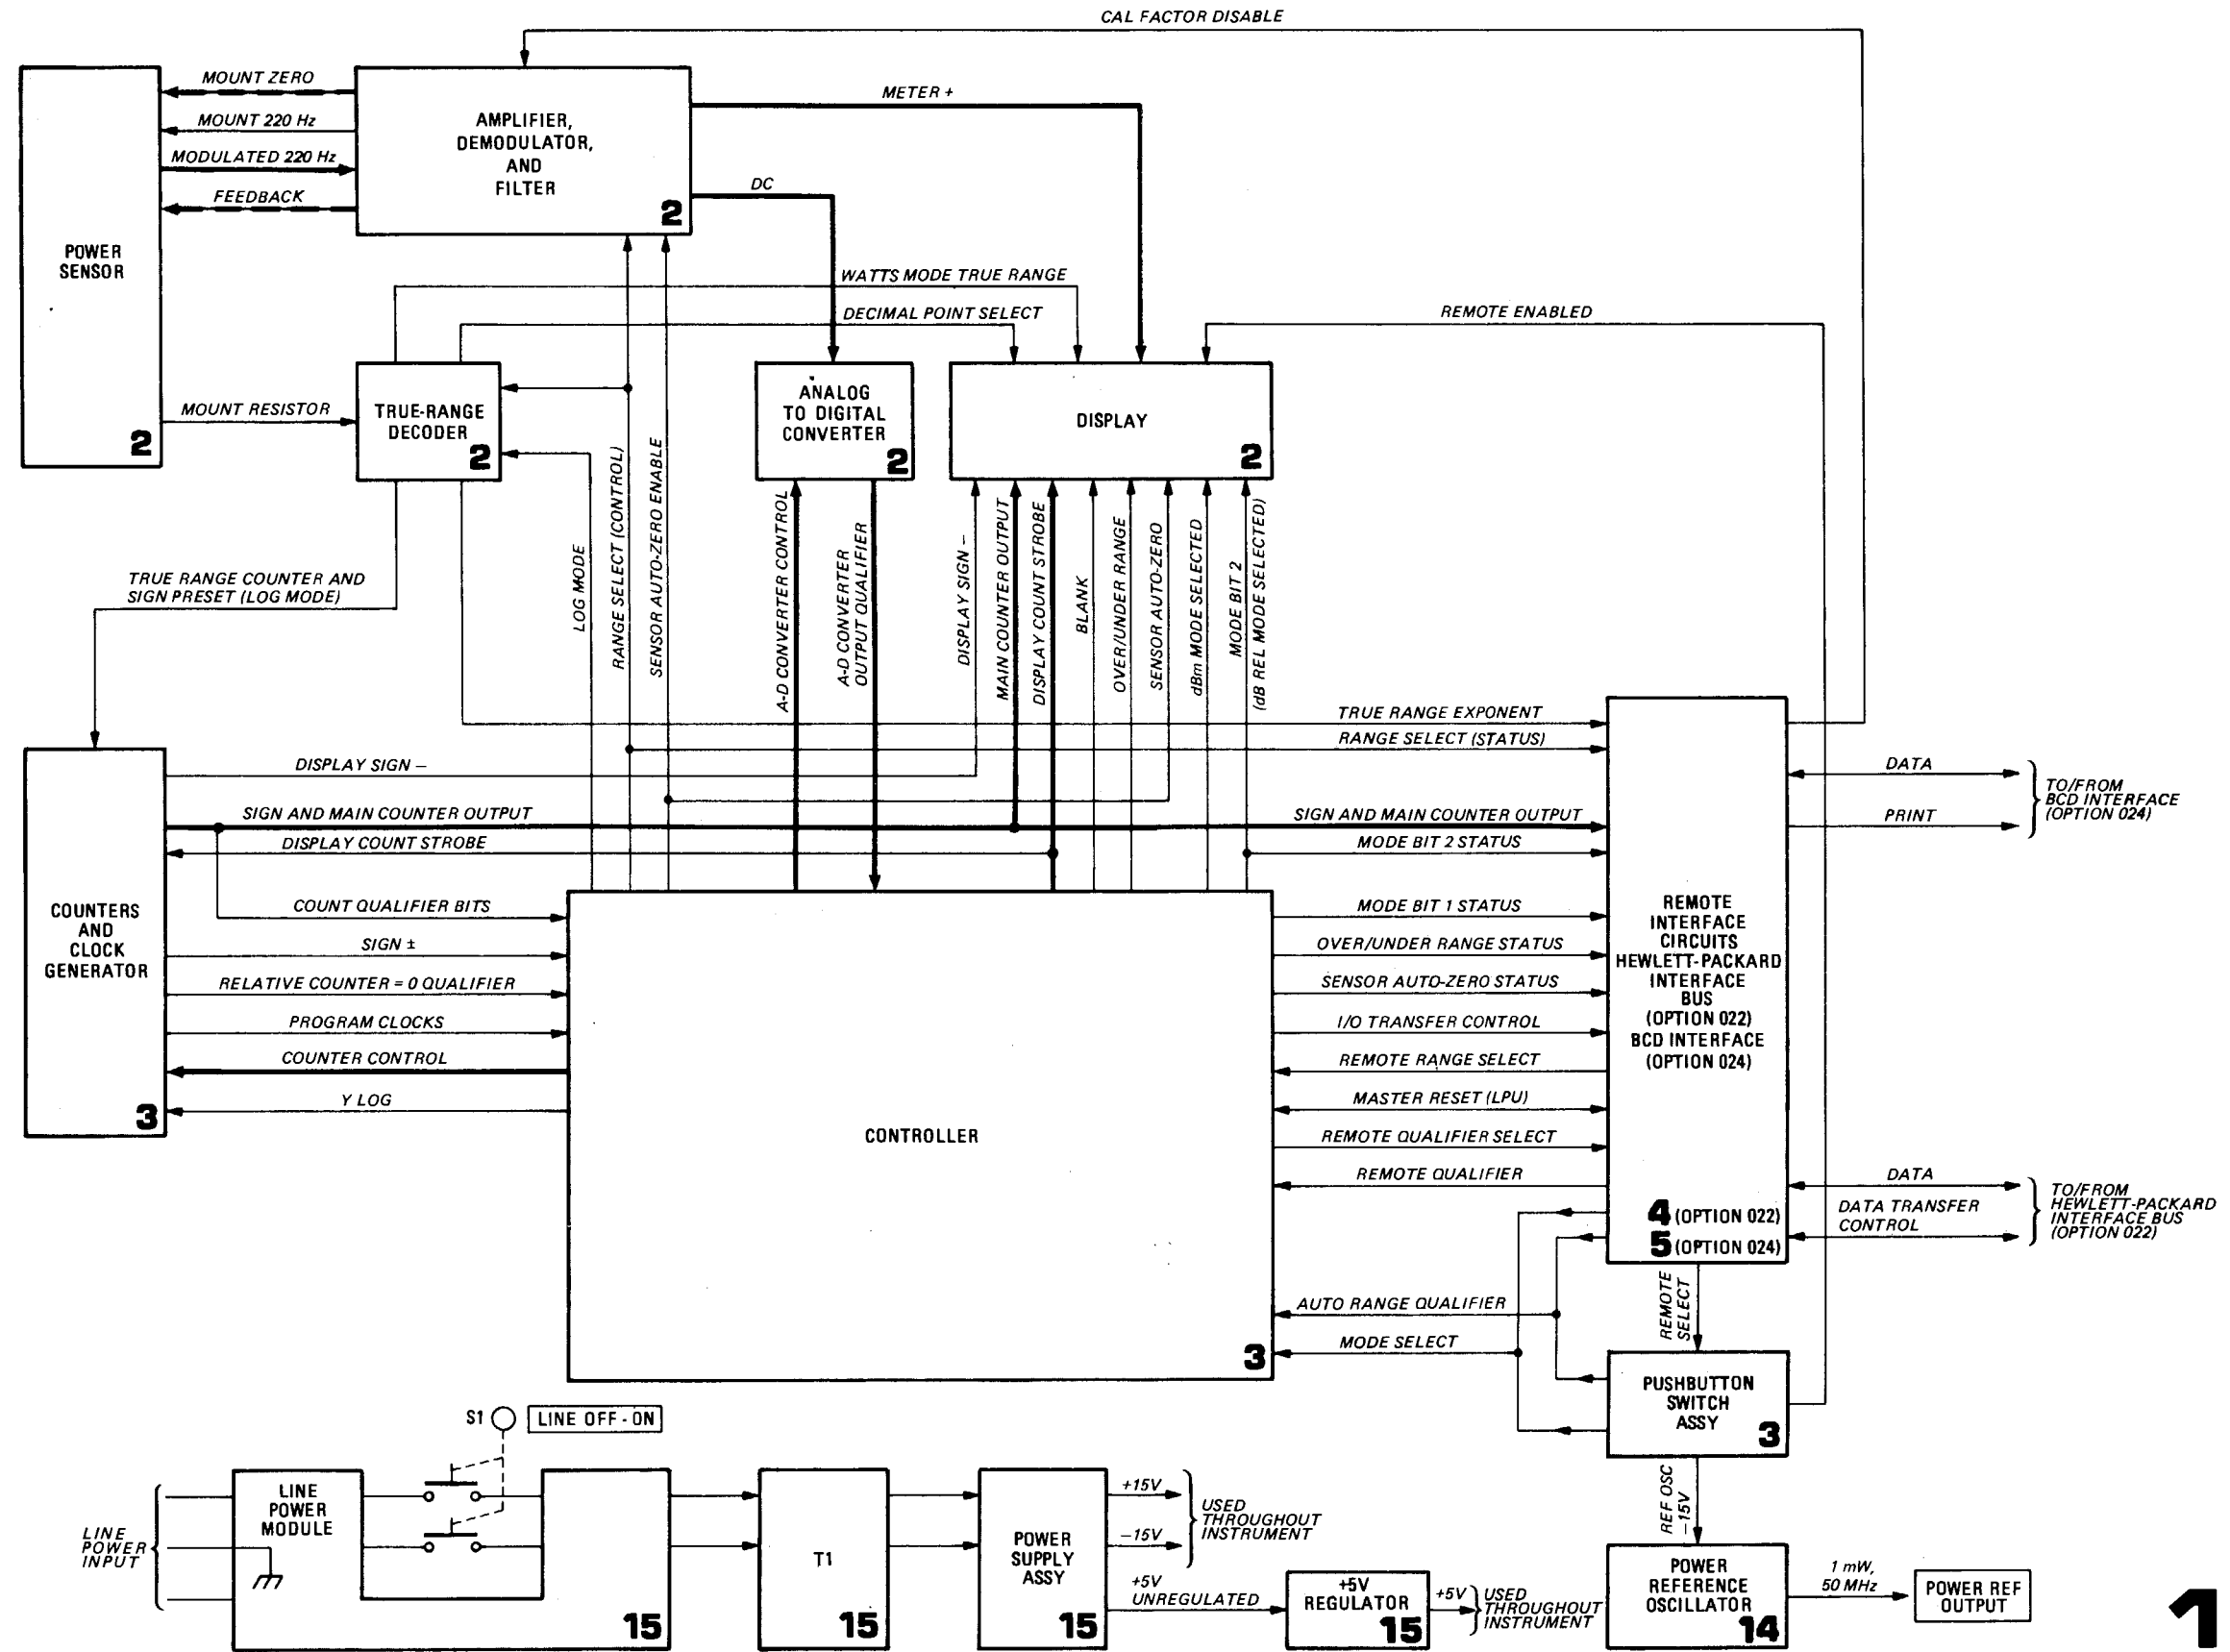 CAL FACTOR DISABLE
MOUNT ZERO
MOUNT 220 Hz
MODULATED 220 Hz
FEEDBACK
AMPLIFIER,
DEMODULATOR,
AND
FILTER
2
METER +
DC
POWER
SENSOR
2
WATTS MODE TRUE RANGE
DECIMAL POINT SELECT
REMOTE ENABLED
MOUNT RESISTOR
TRUE-RANGE
DECODER
2
ANALOG
TO DIGITAL
CONVERTER
2
DISPLAY
2
LOG MODE
RANGE SELECT (CONTROL)
SENSOR AUTO-ZERO ENABLE
A-D CONVERTER CONTROL
A-D CONVERTER
OUTPUT QUALIFIER
DISPLAY SIGN –
MAIN COUNTER OUTPUT
DISPLAY COUNT STROBE
BLANK
OVER/UNDER RANGE
SENSOR AUTO-ZERO
dBm MODE SELECTED
MODE BIT 2
(dB REL MODE SELECTED)
TRUE RANGE COUNTER AND
SIGN PRESET (LOG MODE)
TRUE RANGE EXPONENT
RANGE SELECT (STATUS)
DISPLAY SIGN –
SIGN AND MAIN COUNTER OUTPUT
SIGN AND MAIN COUNTER OUTPUT
DISPLAY COUNT STROBE
MODE BIT 2 STATUS
COUNTERS
AND
CLOCK
GENERATOR
3
COUNT QUALIFIER BITS
SIGN ±
RELATIVE COUNTER = 0 QUALIFIER
PROGRAM CLOCKS
COUNTER CONTROL
Y LOG
CONTROLLER
3
MODE BIT 1 STATUS
OVER/UNDER RANGE STATUS
SENSOR AUTO-ZERO STATUS
I/O TRANSFER CONTROL
REMOTE RANGE SELECT
MASTER RESET (LPU)
REMOTE QUALIFIER SELECT
REMOTE QUALIFIER
AUTO RANGE QUALIFIER
MODE SELECT
REMOTE
INTERFACE
CIRCUITS
HEWLETT-PACKARD
INTERFACE
BUS
(OPTION 022)
BCD INTERFACE
(OPTION 024)
4 (OPTION 022)
5 (OPTION 024)
DATA
PRINT
TO/FROM
BCD INTERFACE
(OPTION 024)
DATA
DATA TRANSFER
CONTROL
TO/FROM
HEWLETT-PACKARD
INTERFACE BUS
(OPTION 022)
REMOTE
SELECT
PUSHBUTTON
SWITCH
ASSY
3
REF OSC
–15V
S1
LINE OFF - ON
LINE
POWER
INPUT
LINE
POWER
MODULE
15
T1
15
POWER
SUPPLY
ASSY
15
+15V
–15V
USED
THROUGHOUT
INSTRUMENT
+5V
UNREGULATED
+5V
REGULATOR
15
+5V
USED
THROUGHOUT
INSTRUMENT
POWER
REFERENCE
OSCILLATOR
14
1 mW,
50 MHz
POWER REF
OUTPUT
1